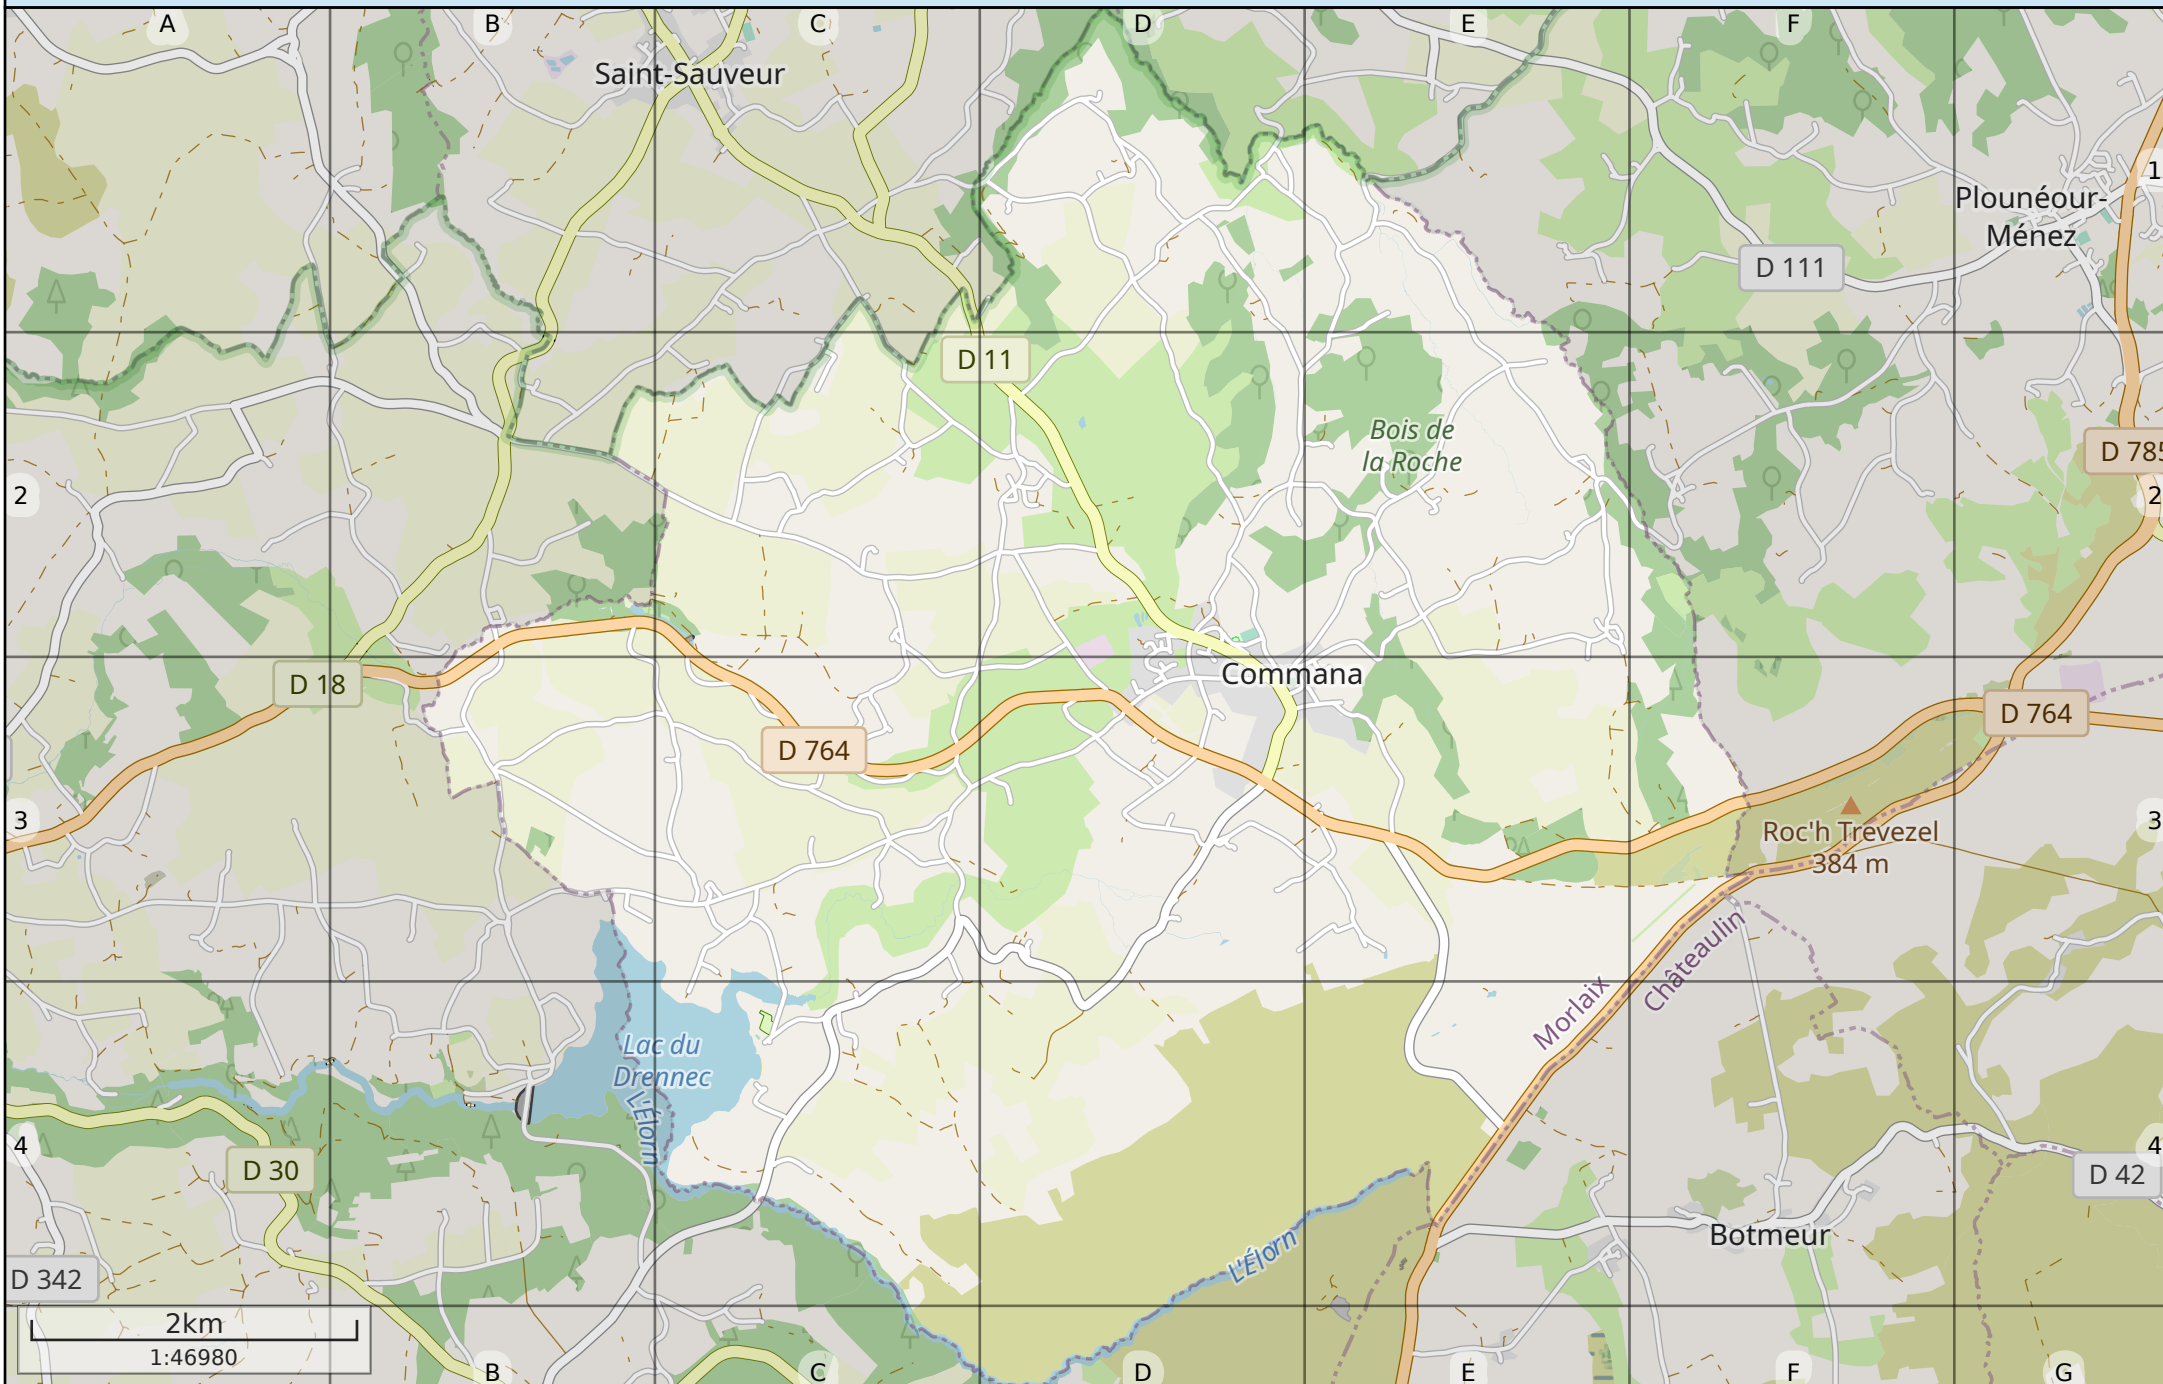 A B C D E F
Saint-Sauveur
1
Plounéour-
Ménez
D 111
D 11
Bois de
la Roche
D 785
2 2
Commana
D 18
D 764
D 764
3 3
Roc'h Trevezel
384 m
Châteaulin
Morlaix
Lac du
Drennec
L'Élorn
4 4
D 30
D 42
Botmeur
L'Élorn
D 342
2km
1:46980
B C D E F G